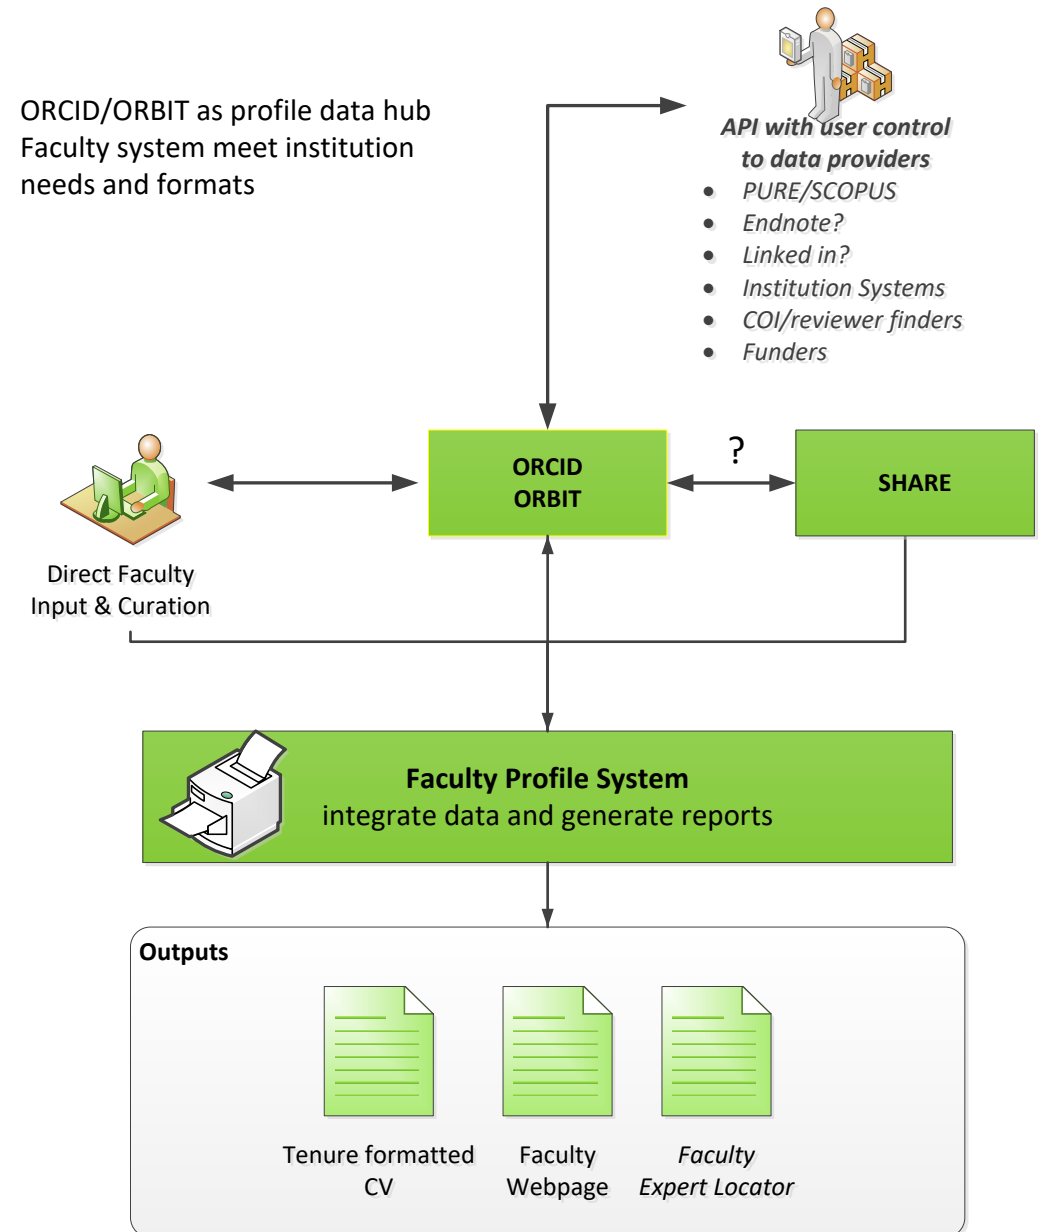 ORCID/ORBIT as profile data hub
Faculty system meet institution
needs and formats
API with user control
to data providers
• PURE/SCOPUS
• Endnote?
• Linked in?
• Institution Systems
• COI/reviewer finders
• Funders
ORCID
ORBIT
?
SHARE
Direct Faculty
Input & Curation
Faculty Profile System
integrate data and generate reports
Outputs
Tenure formatted
CV
Faculty
Webpage
Faculty
Expert Locator